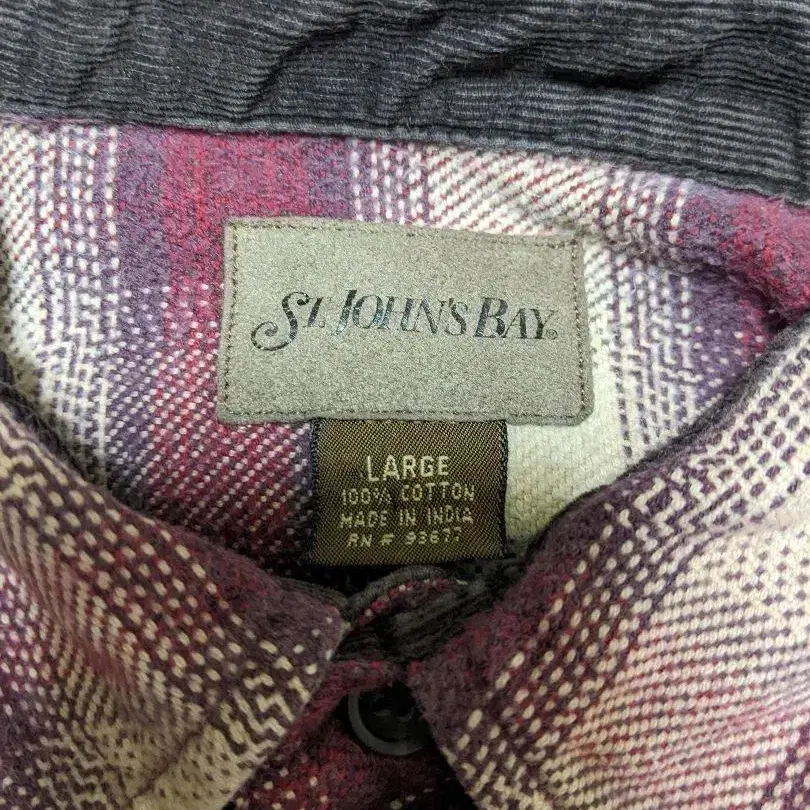 ST. JOHN'S BAY®
LARGE
100% COTTON
MADE IN INDIA
RN # 93677